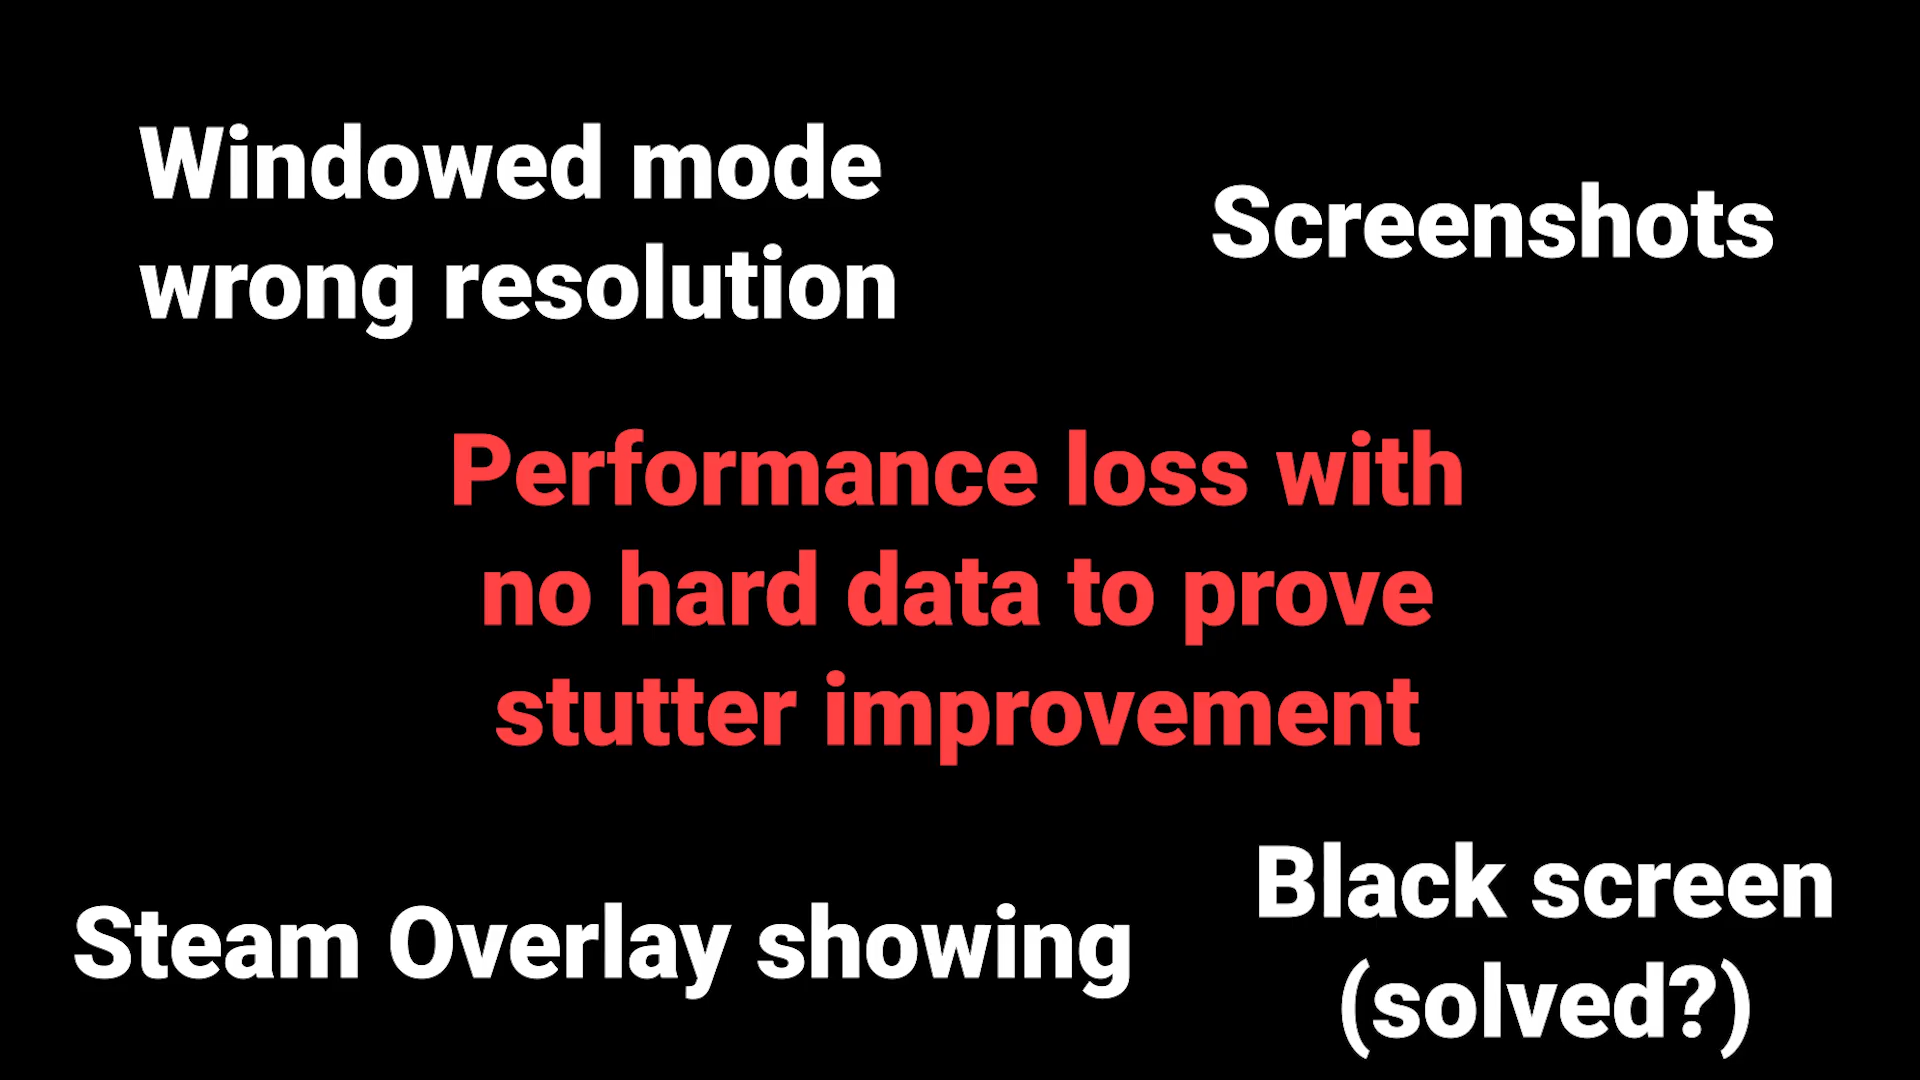 Windowed mode
wrong resolution
Screenshots
Performance loss with
no hard data to prove
stutter improvement
Steam Overlay showing
Black screen
(solved?)